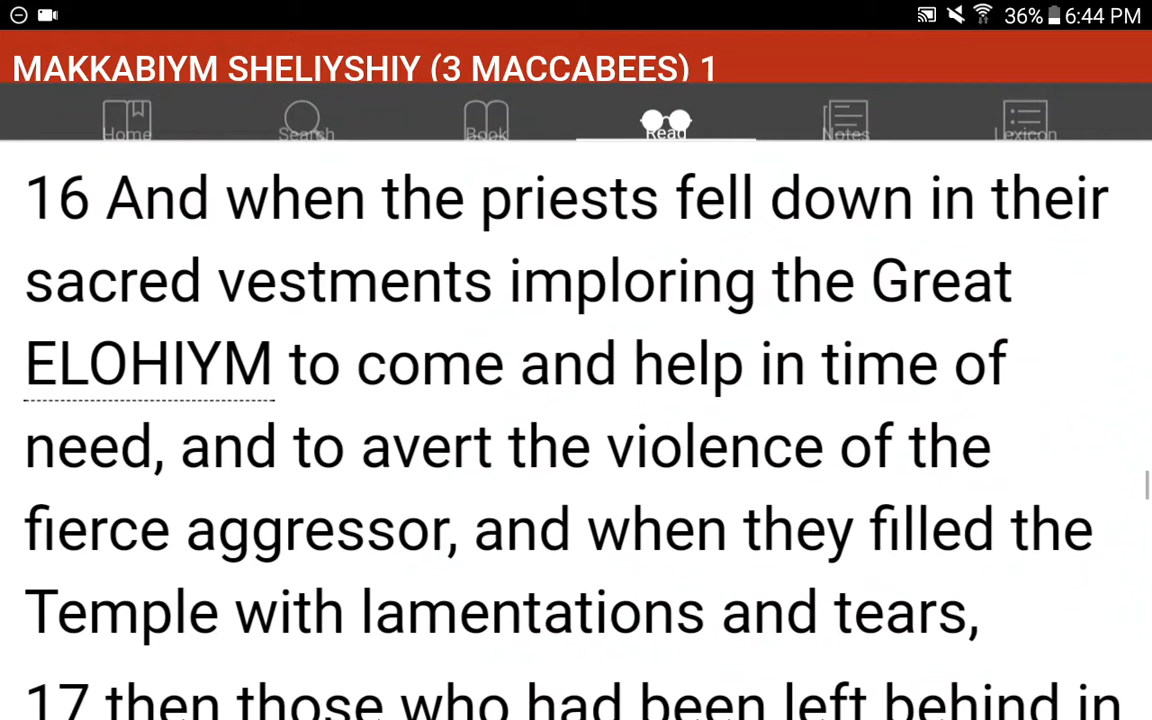 36% 6:44 PM
MAKKABIYM SHELIYSHIY (3 MACCABEES) 1
Home Search Book Read Notes Lexicon
16 And when the priests fell down in their
sacred vestments imploring the Great
ELOHIYM to come and help in time of
need, and to avert the violence of the
fierce aggressor, and when they filled the
Temple with lamentations and tears,
17 then those who had been left behind in